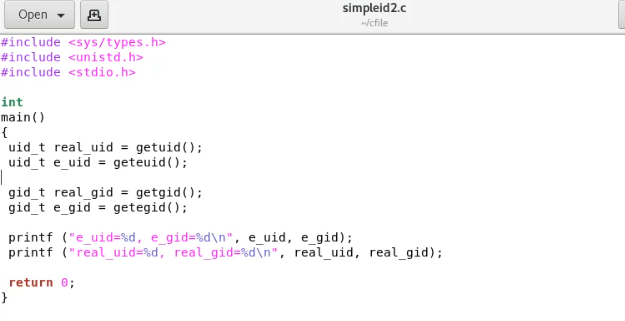 Open
simpleid2.c
~/cfile
#include <sys/types.h>
#include <unistd.h>
#include <stdio.h>

int
main()
{
 uid_t real_uid = getuid();
 uid_t e_uid = geteuid();

 gid_t real_gid = getgid();
 gid_t e_gid = getegid();

 printf ("e_uid=%d, e_gid=%d\n", e_uid, e_gid);
 printf ("real_uid=%d, real_gid=%d\n", real_uid, real_gid);

 return 0;
}